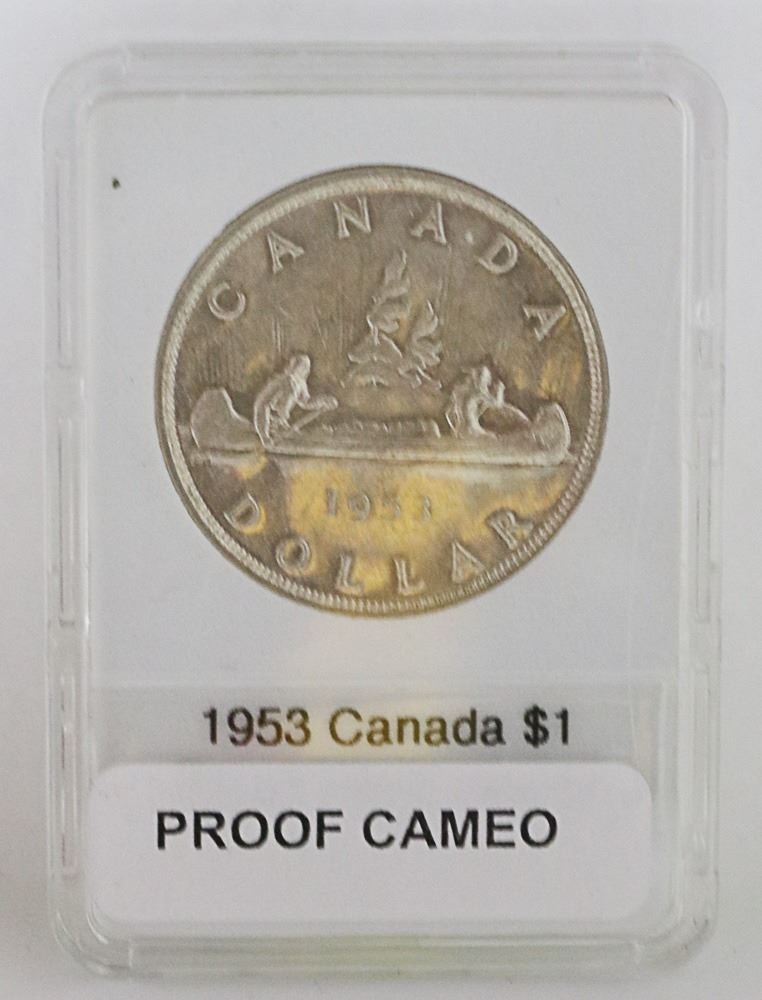 CANADA
1953
DOLLAR
1953 Canada $1
PROOF CAMEO